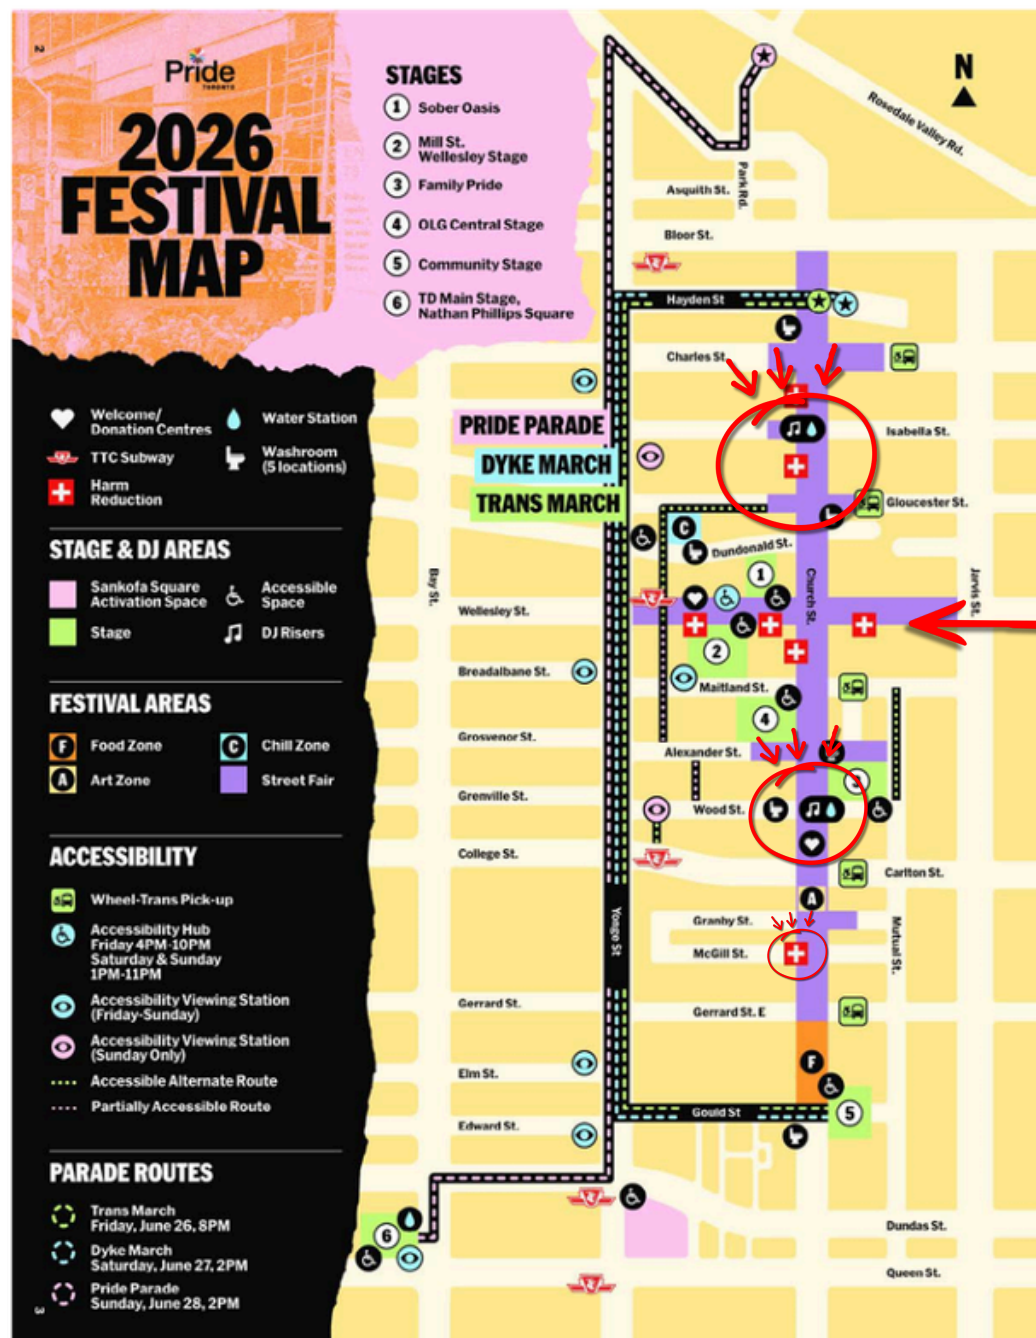 2
Pride
TORONTO
2026
FESTIVAL
MAP
STAGES
1 Sober Oasis
2 Mill St.
Wellesley Stage
3 Family Pride
4 OLG Central Stage
5 Community Stage
6 TD Main Stage,
Nathan Phillips Square
Welcome/
Donation Centres
Water Station
TTC Subway
Washroom
(5 locations)
Harm
Reduction
STAGE & DJ AREAS
Sankofa Square
Activation Space
Accessible
Space
Stage
DJ Risers
FESTIVAL AREAS
F Food Zone
C Chill Zone
A Art Zone
Street Fair
ACCESSIBILITY
Wheel-Trans Pick-up
Accessibility Hub
Friday 4PM-10PM
Saturday & Sunday
1PM-11PM
Accessibility Viewing Station
(Friday-Sunday)
Accessibility Viewing Station
(Sunday Only)
Accessible Alternate Route
Partially Accessible Route
PARADE ROUTES
Trans March
Friday, June 26, 8PM
Dyke March
Saturday, June 27, 2PM
Pride Parade
Sunday, June 28, 2PM
3
N
Rosedale Valley Rd.
Park Rd.
Asquith St.
Bloor St.
Hayden St
Charles St.
PRIDE PARADE
DYKE MARCH
TRANS MARCH
Isabella St.
Gloucester St.
C
Dundonald St.
1
Bay St.
Church St.
Jarvis St.
Wellesley St.
2
Breadalbane St.
Maitland St.
4
Grosvenor St.
Alexander St.
3
Grenville St.
Wood St.
College St.
Carlton St.
A
Yonge St
Granby St.
Mutual St.
McGill St.
Gerrard St.
Gerrard St. E
F
Elm St.
Gould St
5
Edward St.
6
Dundas St.
Queen St.